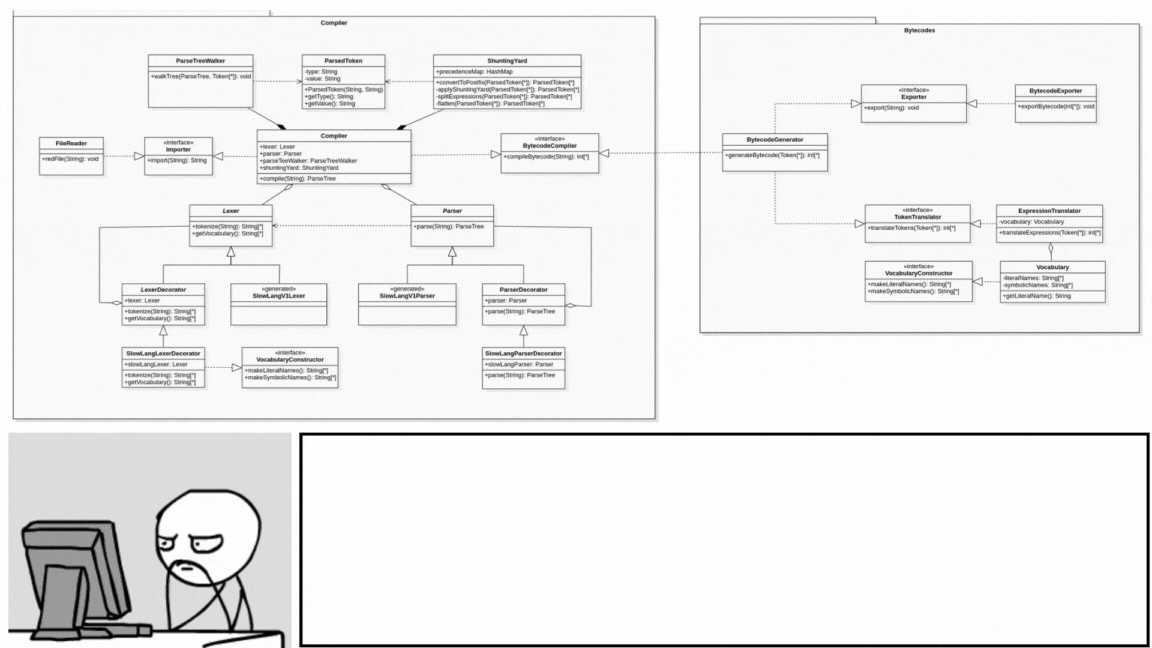 Complier
ParseTreeWalker
+walkTree(ParseTree, Token[*]): void
ParsedToken
-type: String
-value: String
+ParsedToken(String, String)
+getType(): String
+getValue(): String
ShuntingYard
+precedenceMap: HashMap
+convertToPostfix(ParsedToken[*]): ParsedToken[*]
-applyShuntingYard(ParsedToken[*]): ParsedToken[*]
-splitExpressions(ParsedToken[*]): ParsedToken[*]
-flatten(ParsedToken[*]): ParsedToken[*]
FileReader
+redFile(String): void
«interface»
Importer
+import(String): String
Complier
+lexer: Lexer
+parser: Parser
+parseTeeWalker: ParseTreeWalker
+shuntingYard: ShuntingYard
+compile(String): ParseTree
«interface»
BytecodeCompiler
+compileBytecode(String): int[*]
Lexer
+tokenize(String): String[*]
+getVocabulary(): String[*]
Parser
+parse(String): ParseTree
LexerDecorator
+lexer: Lexer
+tokenize(String): String[*]
+getVocabulary(): String[*]
«generated»
SlowLangV1Lexer
«generated»
SlowLangV1Parser
ParserDecorator
+parser: Parser
+parse(String): ParseTree
SlowLangLexerDecorator
+slowLangLexer: Lexer
+tokenize(String): String[*]
+getVocabulary(): String[*]
«interface»
VocabularyConstructor
+makeLiteralNames(): String[*]
+makeSymbolicNames(): String[*]
SlowLangParserDecorator
+slowLangParser: Parser
+parse(String): ParseTree
Bytecodes
«interface»
Exporter
+export(String): void
BytecodeExporter
+exportBytecode(int[*]): void
BytecodeGenerator
+generateBytecode(Token[*]): int[*]
«interface»
TokenTranslator
+translateTokens(Token[*]): int[*]
ExpressionTranslator
-vocabulary: Vocabulary
+translateExpressions(Token[*]): int[*]
«interface»
VocabularyConstructor
+makeLiteralNames(): String[*]
+makeSymbolicNames(): String[*]
Vocabulary
-literalNames: String[*]
-symbolicNames: String[*]
+getLiteralName(): String